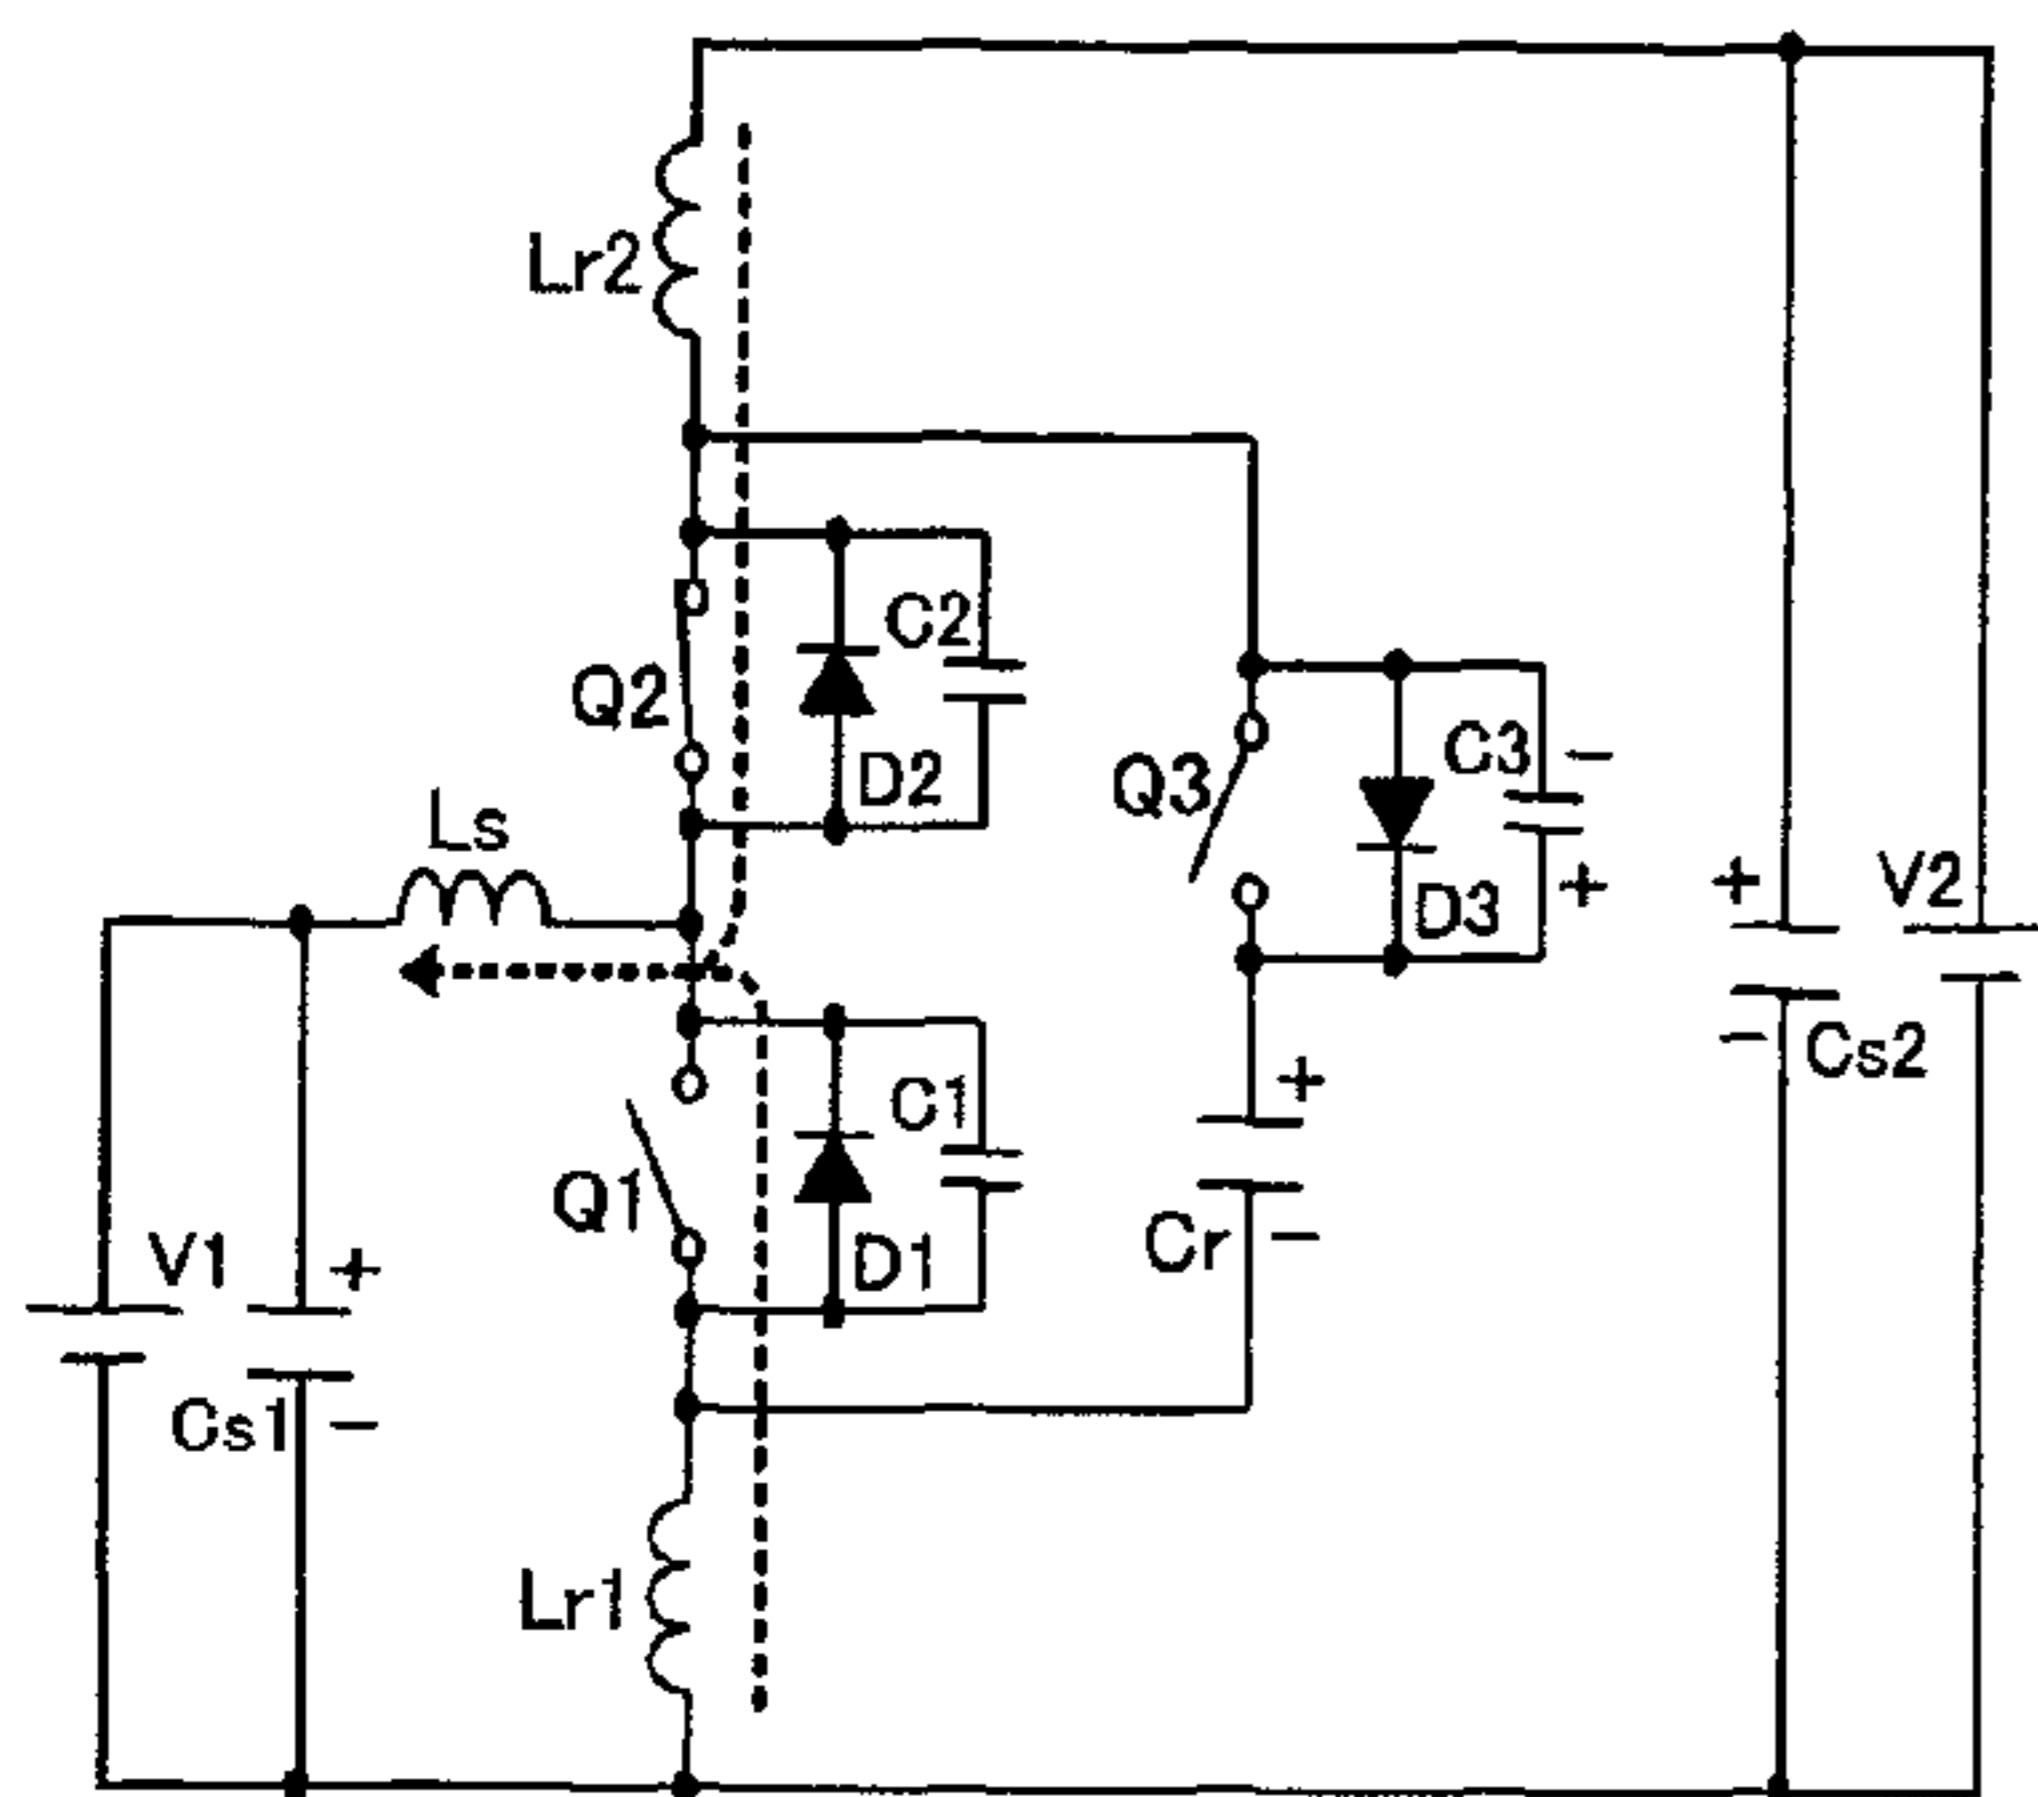 Lr2
C2
Q2
D2
C3 −
Q3
Ls
+
D3
+
V2
− Cs2
C1
+
Q1
D1
Cr −
V1
+
Cs1 −
Lr1